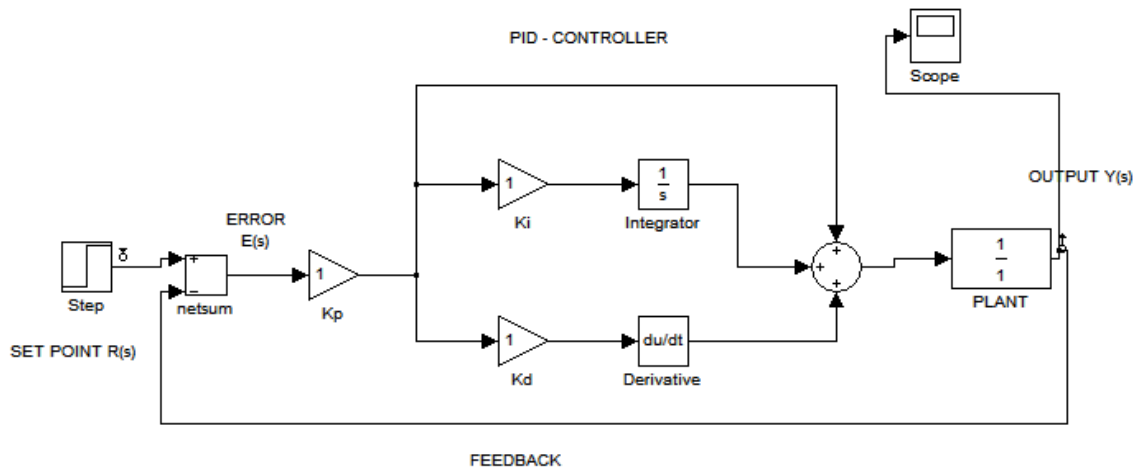 PID - CONTROLLER
Scope
1
Ki
1
s
Integrator
OUTPUT Y(s)
ERROR
E(s)
Step
+
−
netsum
1
Kp
+
+
+
1
1
PLANT
SET POINT R(s)
1
Kd
du/dt
Derivative
FEEDBACK